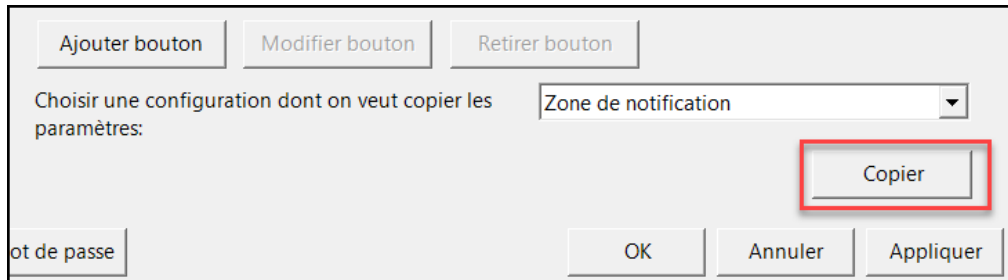 Ajouter bouton Modifier bouton Retirer bouton
Choisir une configuration dont on veut copier les
paramètres:
Zone de notification
Copier
ot de passe OK Annuler Appliquer